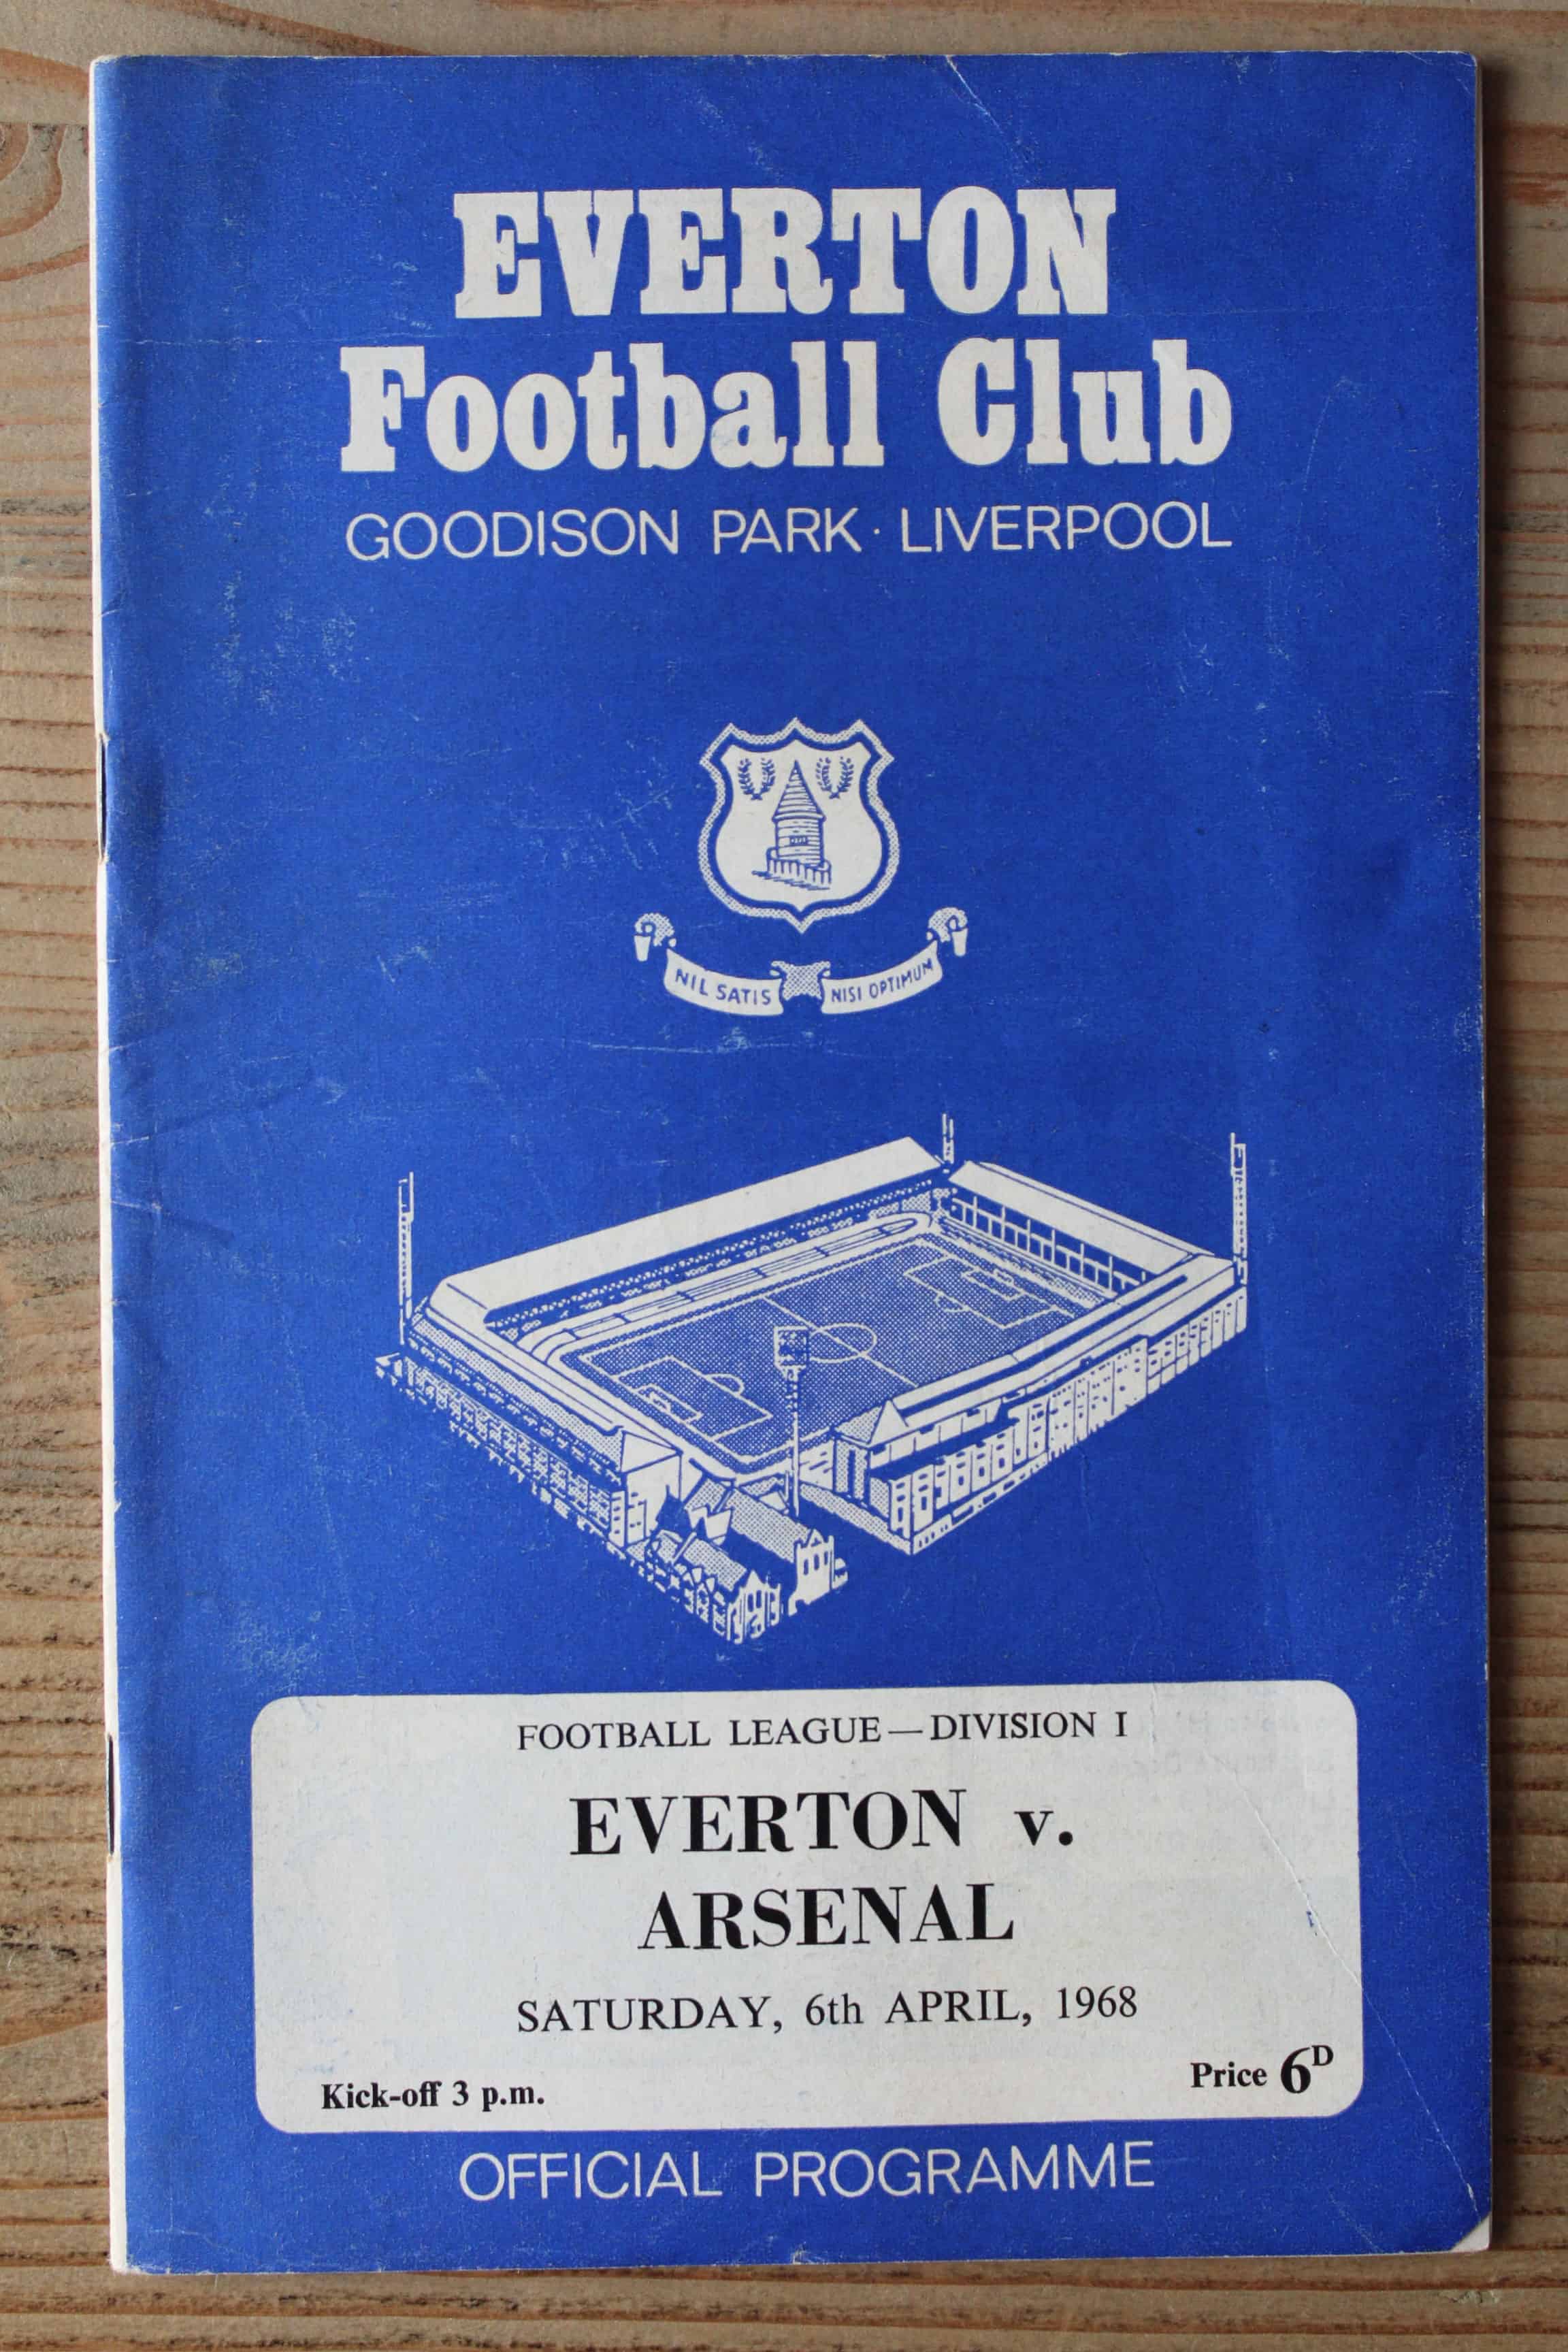 EVERTON
Football Club
GOODISON PARK · LIVERPOOL
NIL SATIS NISI OPTIMUM
FOOTBALL LEAGUE — DIVISION I
EVERTON v.
ARSENAL
SATURDAY, 6th APRIL, 1968
Kick-off 3 p.m.
Price 6D
OFFICIAL PROGRAMME